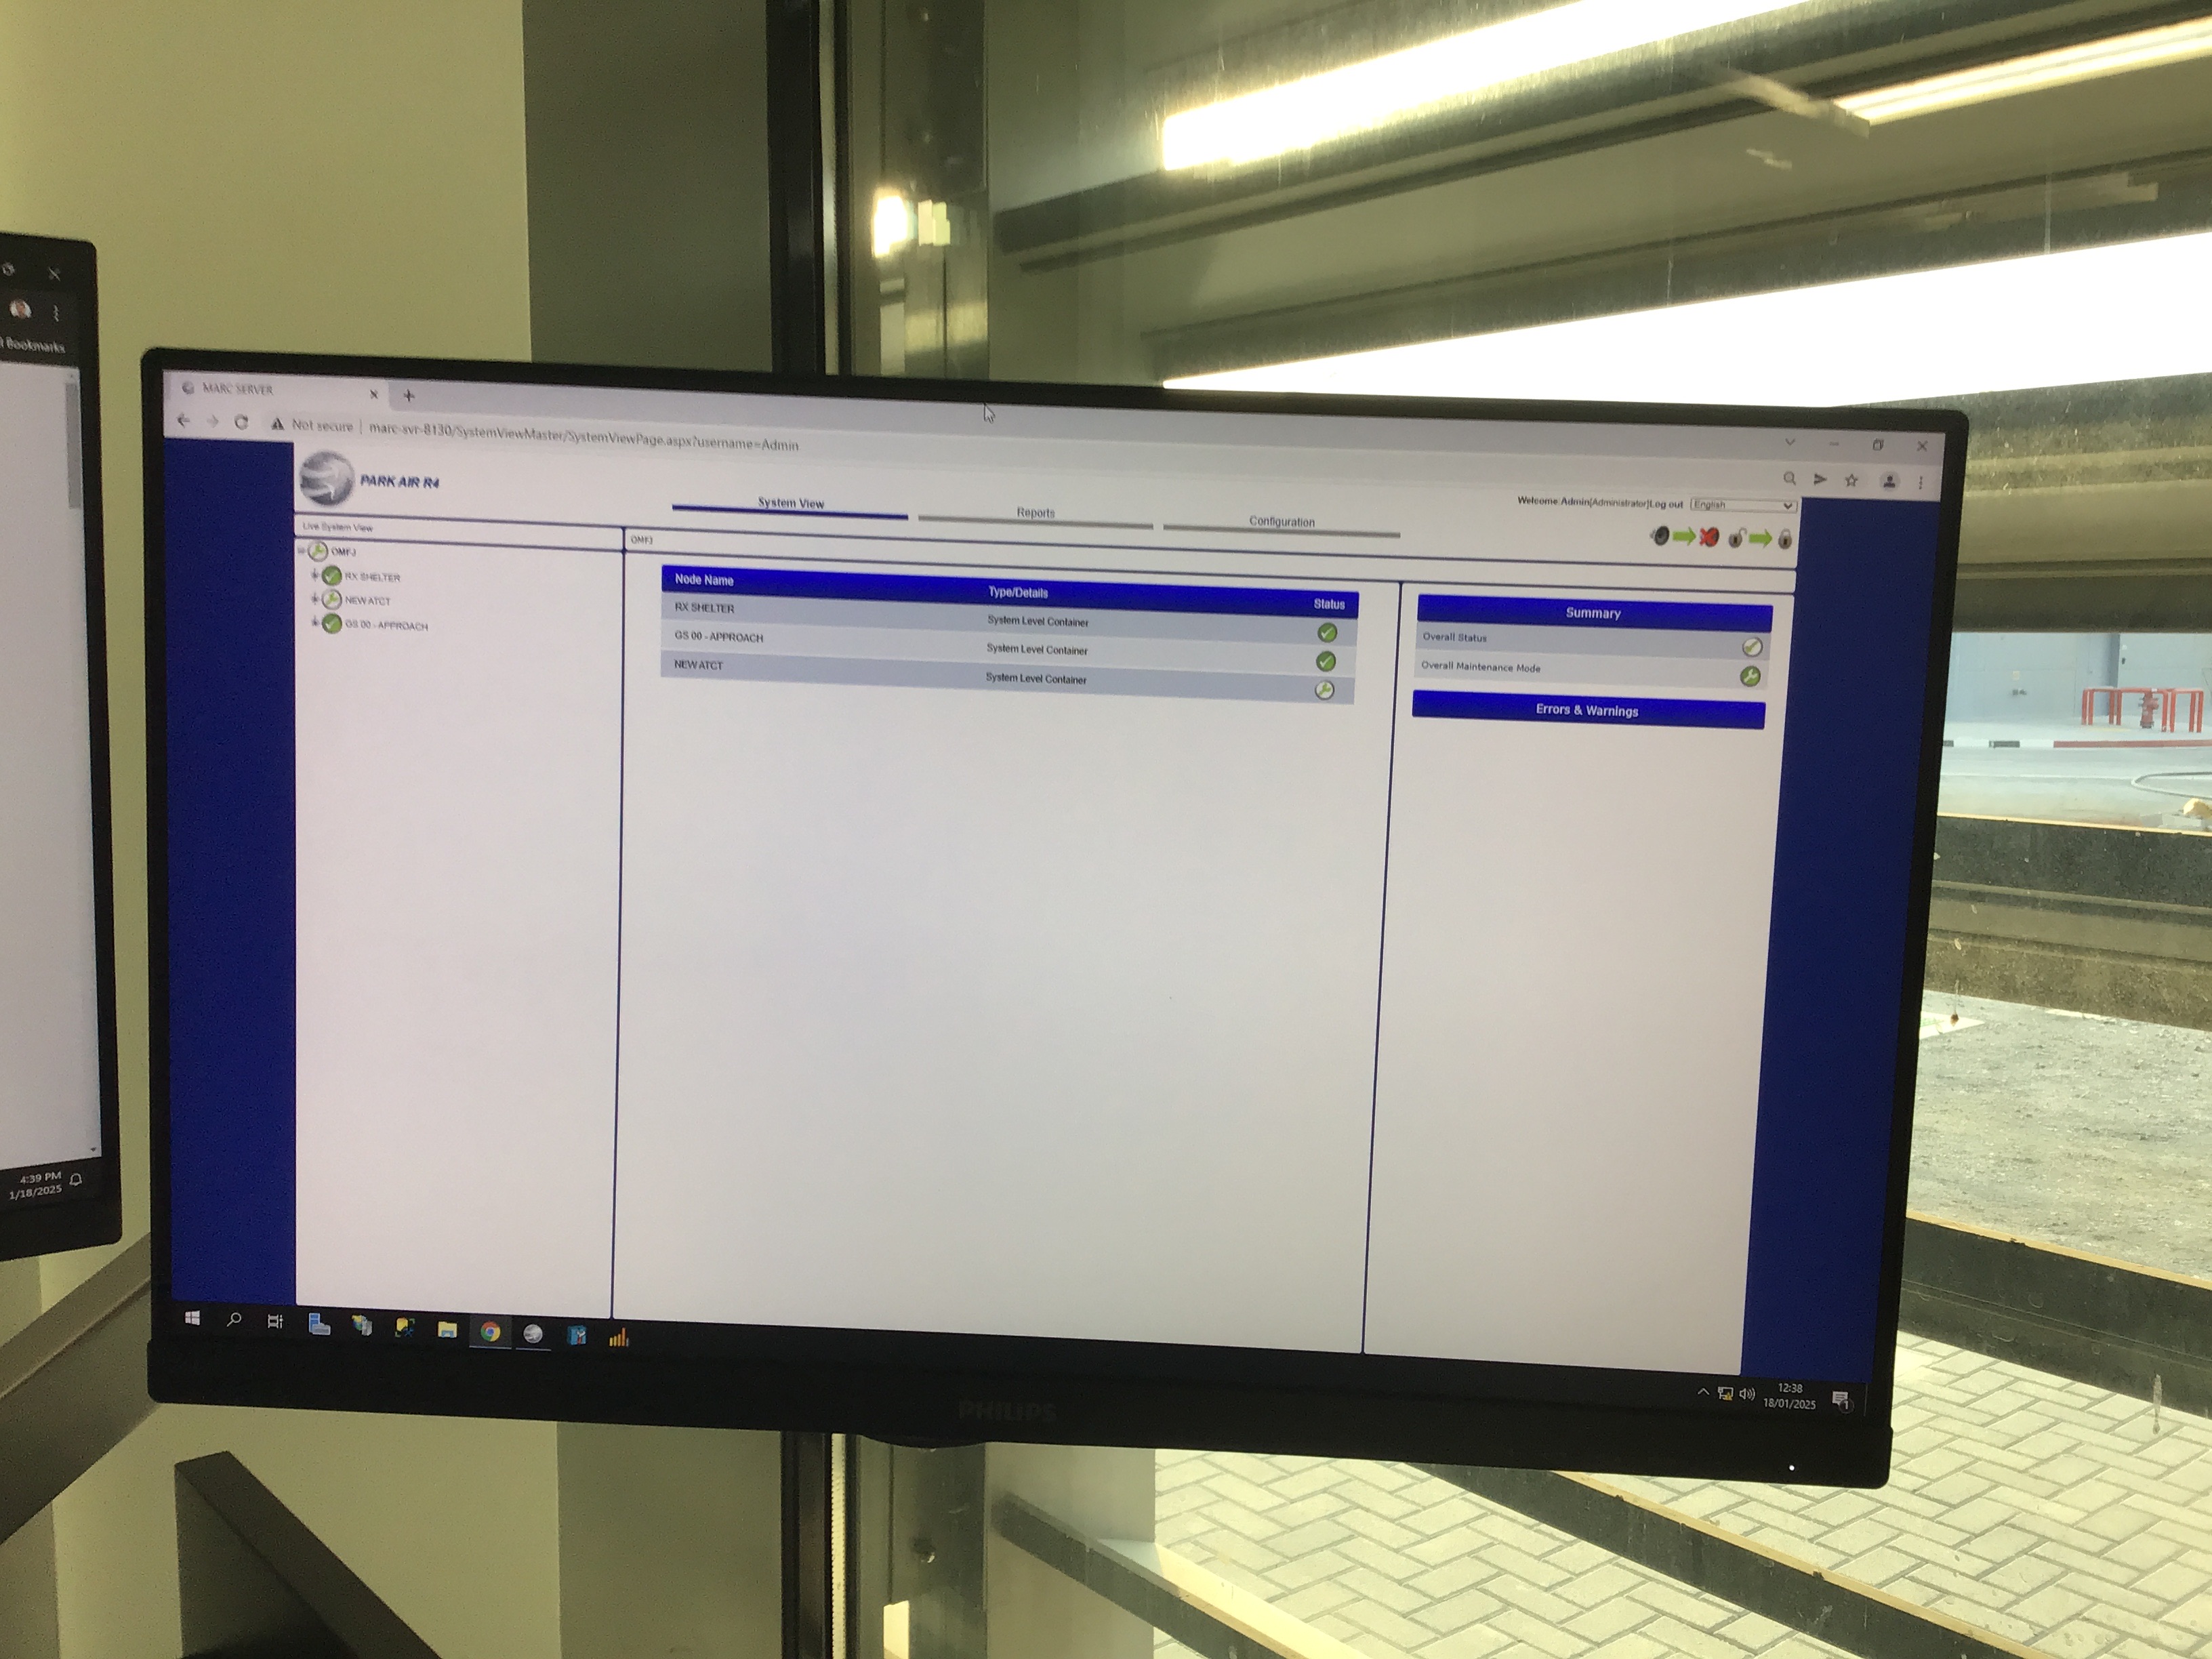 Bookmarks
4:39 PM
1/18/2025
MARC SERVER
Not secure | marc-svr-8130/SystemViewMaster/SystemViewPage.aspx?username=Admin
PARK AIR R4
System View
Reports
Configuration
Welcome:Admin[Administrator]Log out
English
Live System View
OMFJ
RX SHELTER
NEW ATCT
GS 00 - APPROACH
OMFJ
Node Name Type/Details Status
RX SHELTER System Level Container
GS 00 - APPROACH System Level Container
NEW ATCT System Level Container
Summary
Overall Status
Overall Maintenance Mode
Errors & Warnings
12:38
18/01/2025
1
PHILIPS